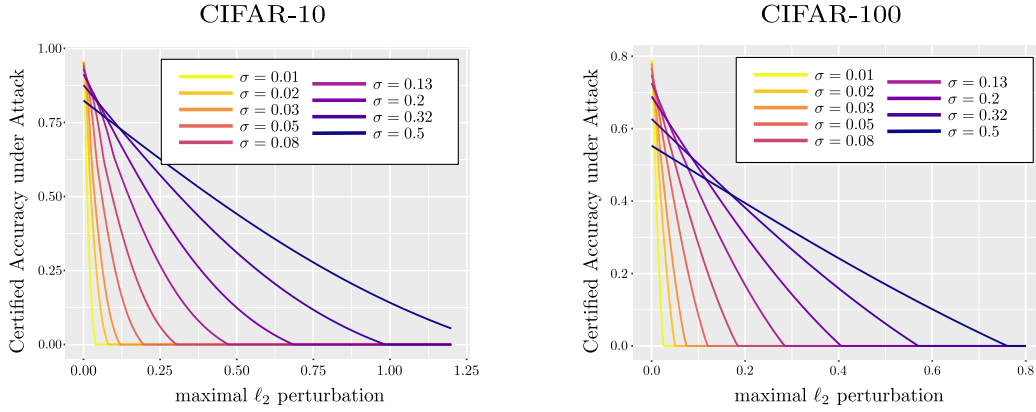 CIFAR-10
Certified Accuracy under Attack
1.00
0.75
0.50
0.25
0.00
σ = 0.01
σ = 0.02
σ = 0.03
σ = 0.05
σ = 0.08
σ = 0.13
σ = 0.2
σ = 0.32
σ = 0.5
0.00 0.25 0.50 0.75 1.00 1.25
maximal ℓ₂ perturbation
CIFAR-100
Certified Accuracy under Attack
0.8
0.6
0.4
0.2
0.0
σ = 0.01
σ = 0.02
σ = 0.03
σ = 0.05
σ = 0.08
σ = 0.13
σ = 0.2
σ = 0.32
σ = 0.5
0.0 0.2 0.4 0.6 0.8
maximal ℓ₂ perturbation